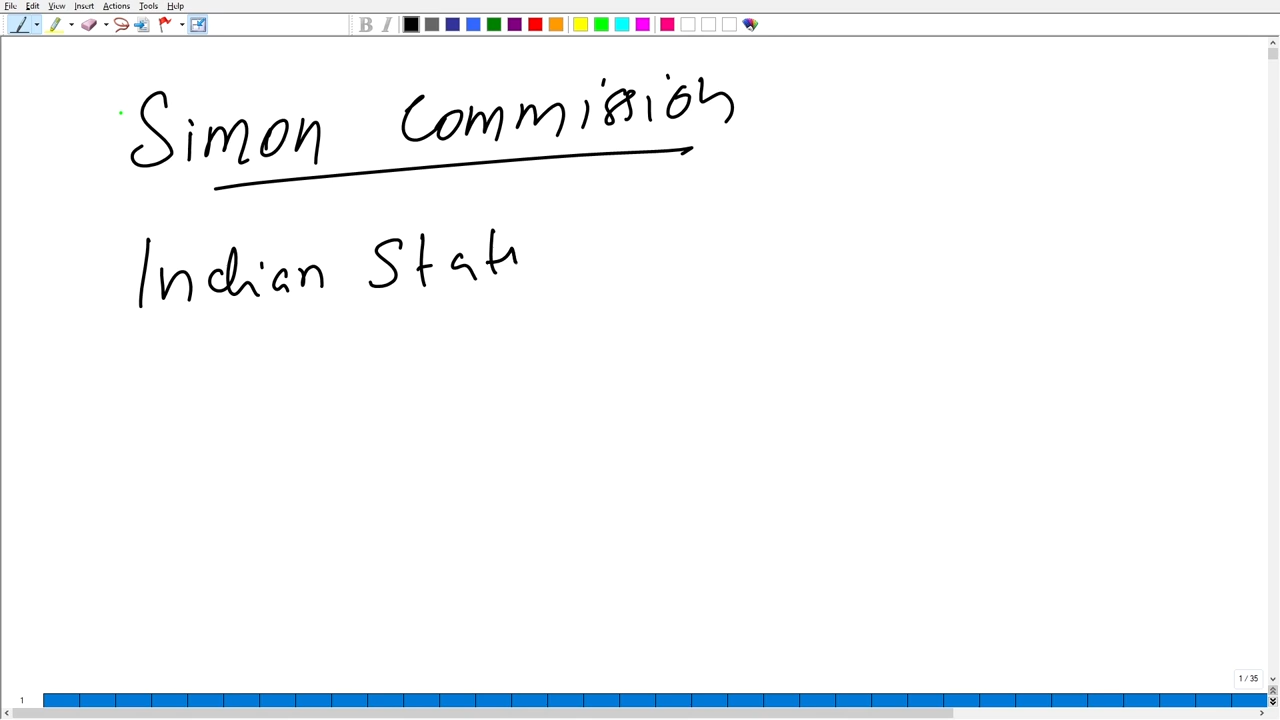 File Edit View Insert Actions Tools Help
B I
Simon Commission
Indian Stat
1 / 35
1